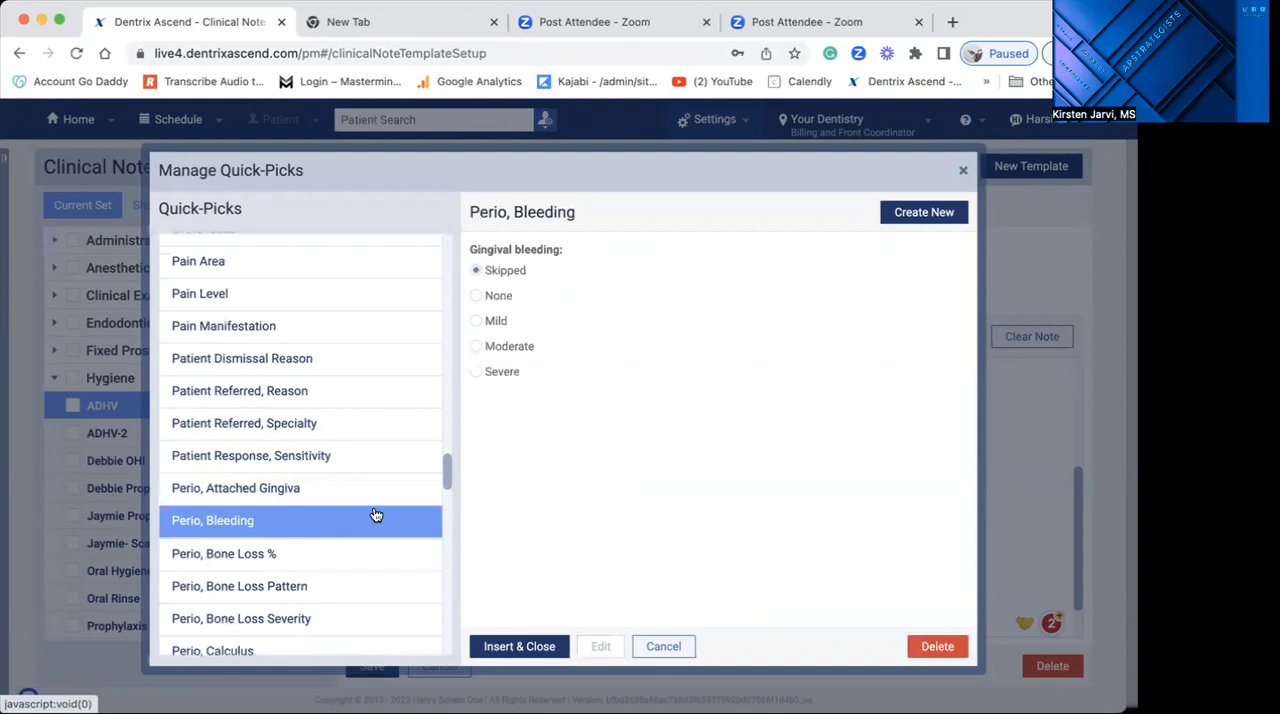 Dentrix Ascend - Clinical Note
New Tab
Post Attendee - Zoom
Post Attendee - Zoom
live4.dentrixascend.com/pm#/clinicalNoteTemplateSetup
Paused
Account Go Daddy
Transcribe Audio t...
Login – Mastermin...
Google Analytics
Kajabi - /admin/sit...
(2) YouTube
Calendly
Dentrix Ascend -...
»
Kirsten Jarvi, MS
APSTRATEGISTS
Home
Schedule
Patient
Patient Search
Settings
Your Dentistry
Billing and Front Coordinator
Clinical Note
New Template
Current Set
Manage Quick-Picks
Quick-Picks
Perio, Bleeding
Create New
Gingival bleeding:
Skipped
None
Mild
Moderate
Severe
Pain Area
Pain Level
Pain Manifestation
Patient Dismissal Reason
Patient Referred, Reason
Patient Referred, Specialty
Patient Response, Sensitivity
Perio, Attached Gingiva
Perio, Bleeding
Perio, Bone Loss %
Perio, Bone Loss Pattern
Perio, Bone Loss Severity
Perio, Calculus
Insert & Close
Edit
Cancel
Delete
Hygiene
ADHV
ADHV-2
Debbie OHI
Debbie Prop
Jaymie Prop
Jaymie- Sca
Oral Hygien
Oral Rinse
Prophylaxis
Clear Note
2
Save
Cancel
Delete
javascript:void(0)